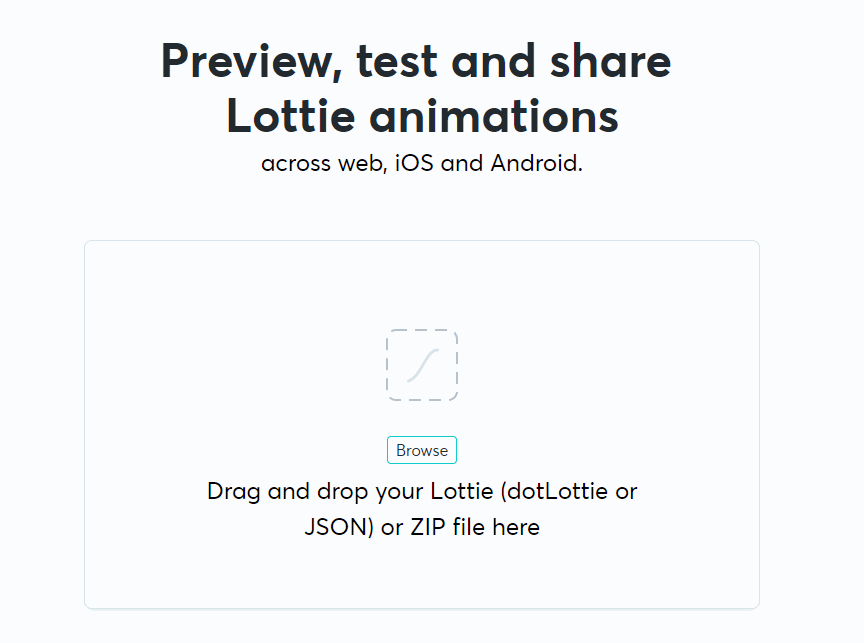 Preview, test and share
Lottie animations
across web, iOS and Android.
Browse
Drag and drop your Lottie (dotLottie or
JSON) or ZIP file here